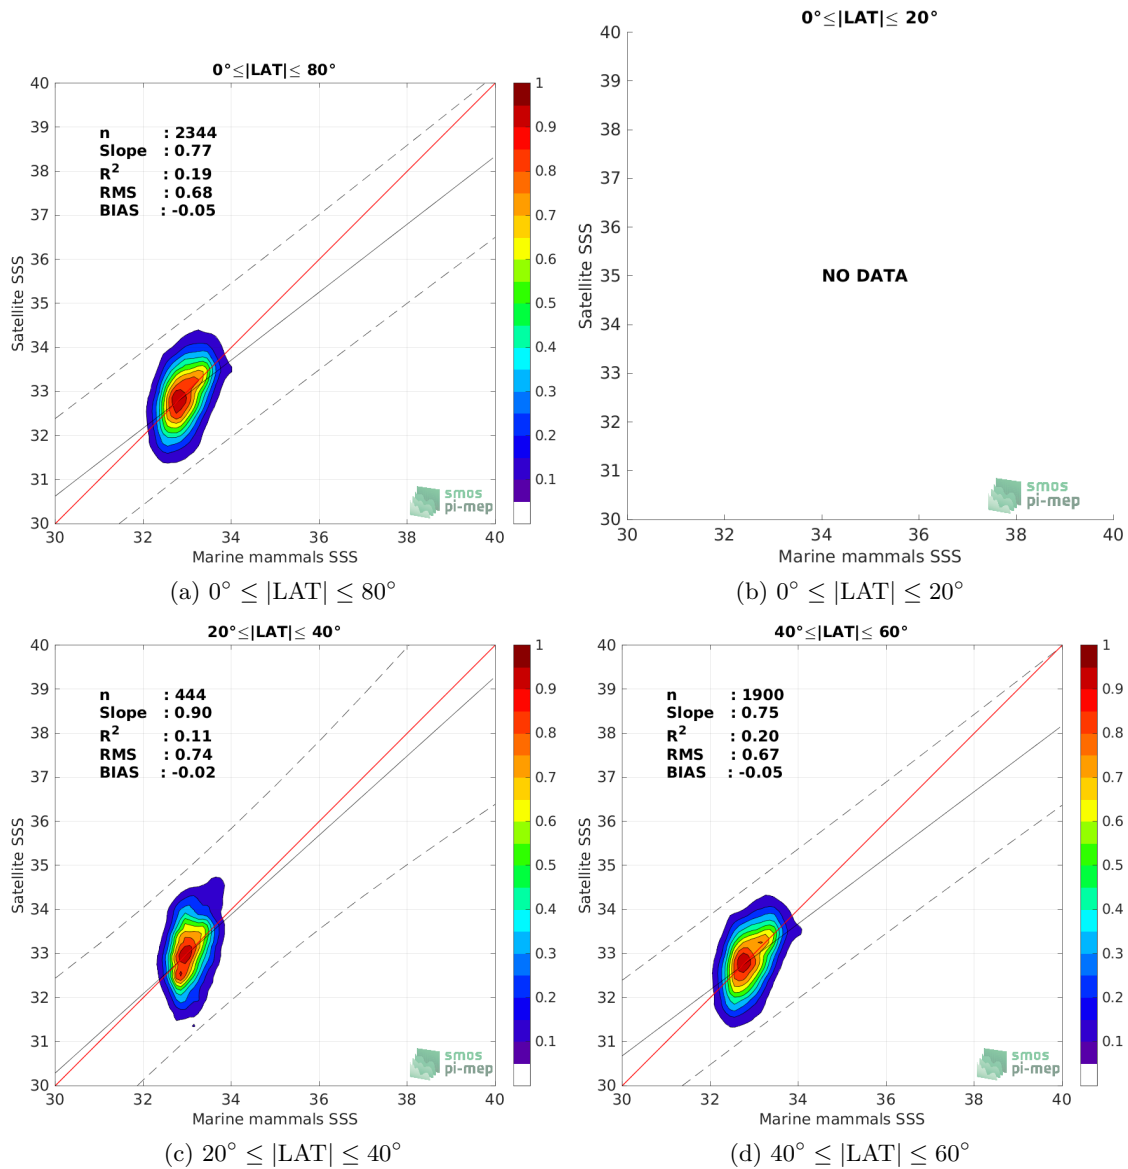 0°≤|LAT|≤ 80°
40
39
38
37
36
35
34
33
32
31
30
Satellite SSS
n : 2344
Slope : 0.77
R² : 0.19
RMS : 0.68
BIAS : -0.05
smos
pi-mep
30 32 34 36 38 40
Marine mammals SSS
1
0.9
0.8
0.7
0.6
0.5
0.4
0.3
0.2
0.1
(a) 0° ≤ |LAT| ≤ 80°
0°≤|LAT|≤ 20°
40
39
38
37
36
35
34
33
32
31
30
Satellite SSS
NO DATA
smos
pi-mep
30 32 34 36 38 40
Marine mammals SSS
(b) 0° ≤ |LAT| ≤ 20°
20°≤|LAT|≤ 40°
40
39
38
37
36
35
34
33
32
31
30
Satellite SSS
n : 444
Slope : 0.90
R² : 0.11
RMS : 0.74
BIAS : -0.02
smos
pi-mep
30 32 34 36 38 40
Marine mammals SSS
1
0.9
0.8
0.7
0.6
0.5
0.4
0.3
0.2
0.1
(c) 20° ≤ |LAT| ≤ 40°
40°≤|LAT|≤ 60°
40
39
38
37
36
35
34
33
32
31
30
Satellite SSS
n : 1900
Slope : 0.75
R² : 0.20
RMS : 0.67
BIAS : -0.05
smos
pi-mep
30 32 34 36 38 40
Marine mammals SSS
1
0.9
0.8
0.7
0.6
0.5
0.4
0.3
0.2
0.1
(d) 40° ≤ |LAT| ≤ 60°